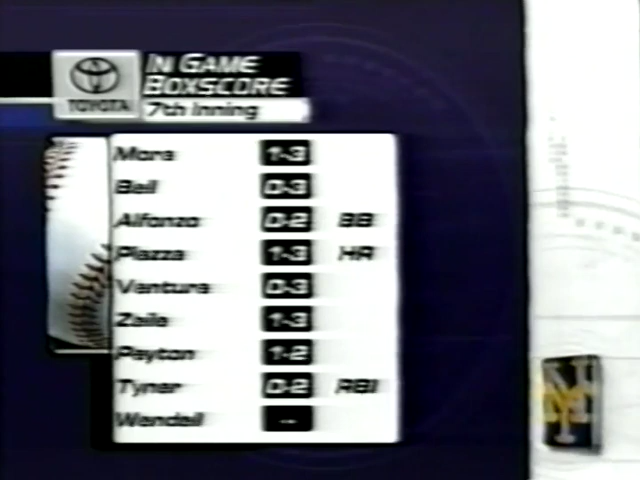 TOYOTA
IN GAME
BOXSCORE
7th Inning
Mora 1-3
Bell 0-3
Alfonzo 0-2 BB
Piazza 1-3 HR
Ventura 0-3
Zeile 1-3
Payton 1-2
Tyner 0-2 RBI
Wendell --
NY